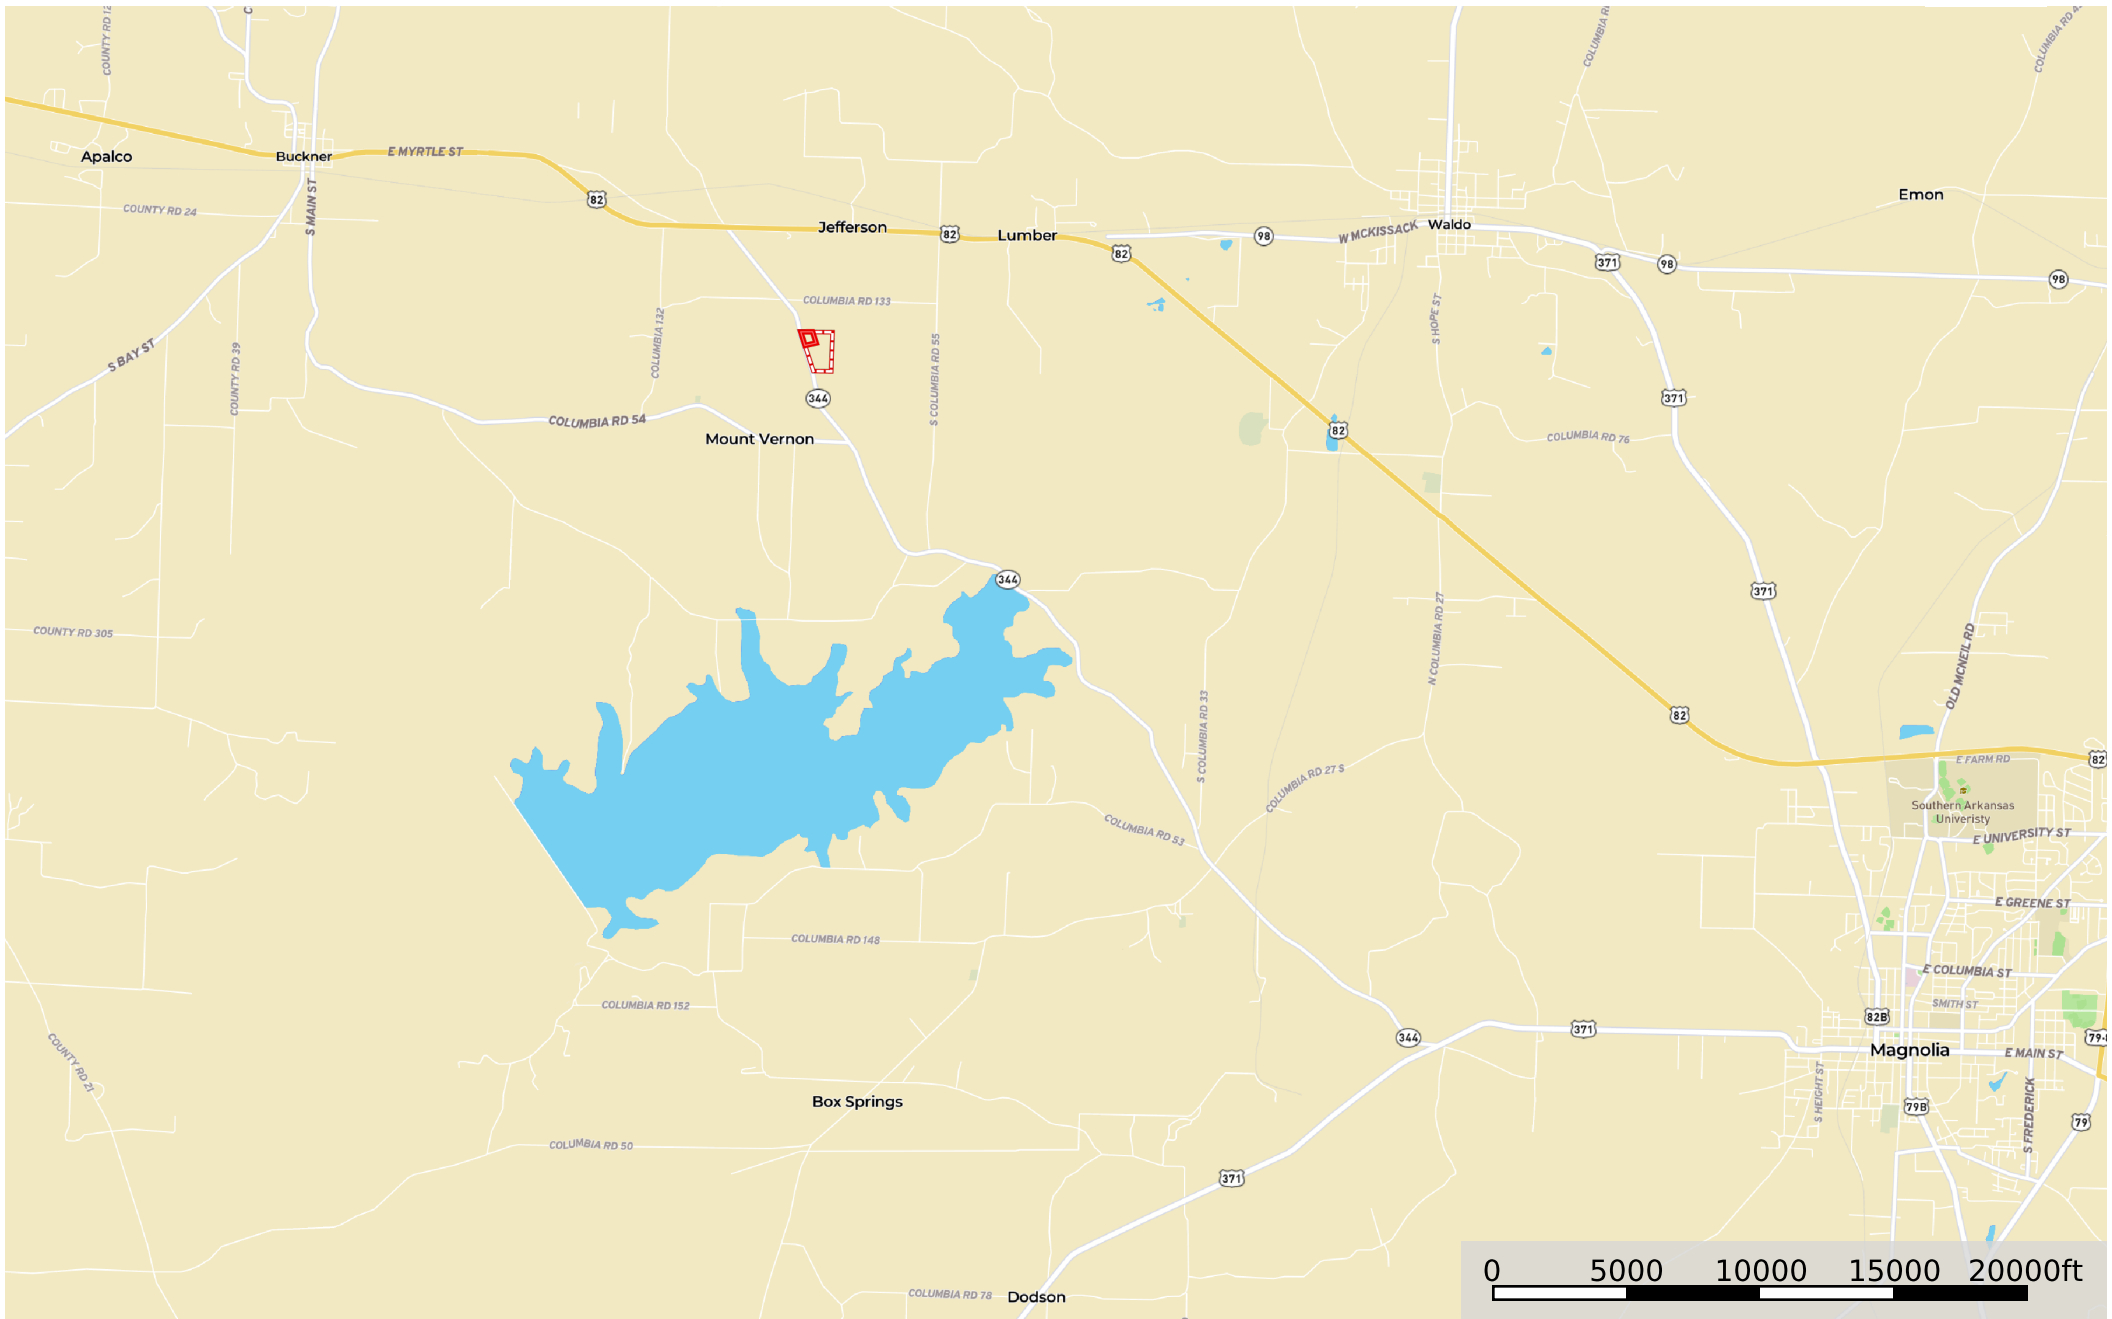 COUNTY RD 12
C
COLUMBIA R
COLUMBIA RD 4
Apalco
Buckner
E MYRTLE ST
82
COUNTY RD 24
S MAIN ST
Jefferson
82
Lumber
82
98
W MCKISSACK
Waldo
371
98
Emon
98
COLUMBIA RD 133
COLUMBIA 132
S HOPE ST
S BAY ST
COUNTY RD 39
S COLUMBIA RD 55
344
371
COLUMBIA RD 54
Mount Vernon
82
COLUMBIA RD 76
344
371
COUNTY RD 305
N COLUMBIA RD 27
OLD MCNEIL RD
S COLUMBIA RD 33
82
E FARM RD
82
COLUMBIA RD 27 S
Southern Arkansas
Univeristy
COLUMBIA RD 53
E UNIVERSITY ST
E GREENE ST
COLUMBIA RD 148
E COLUMBIA ST
COLUMBIA RD 152
SMITH ST
82B
COUNTY RD 21
344
371
79-
Magnolia
E MAIN ST
S HEIGHT ST
Box Springs
79B
S FREDERICK
79
COLUMBIA RD 50
371
COLUMBIA RD 78
Dodson
0 5000 10000 15000 20000ft